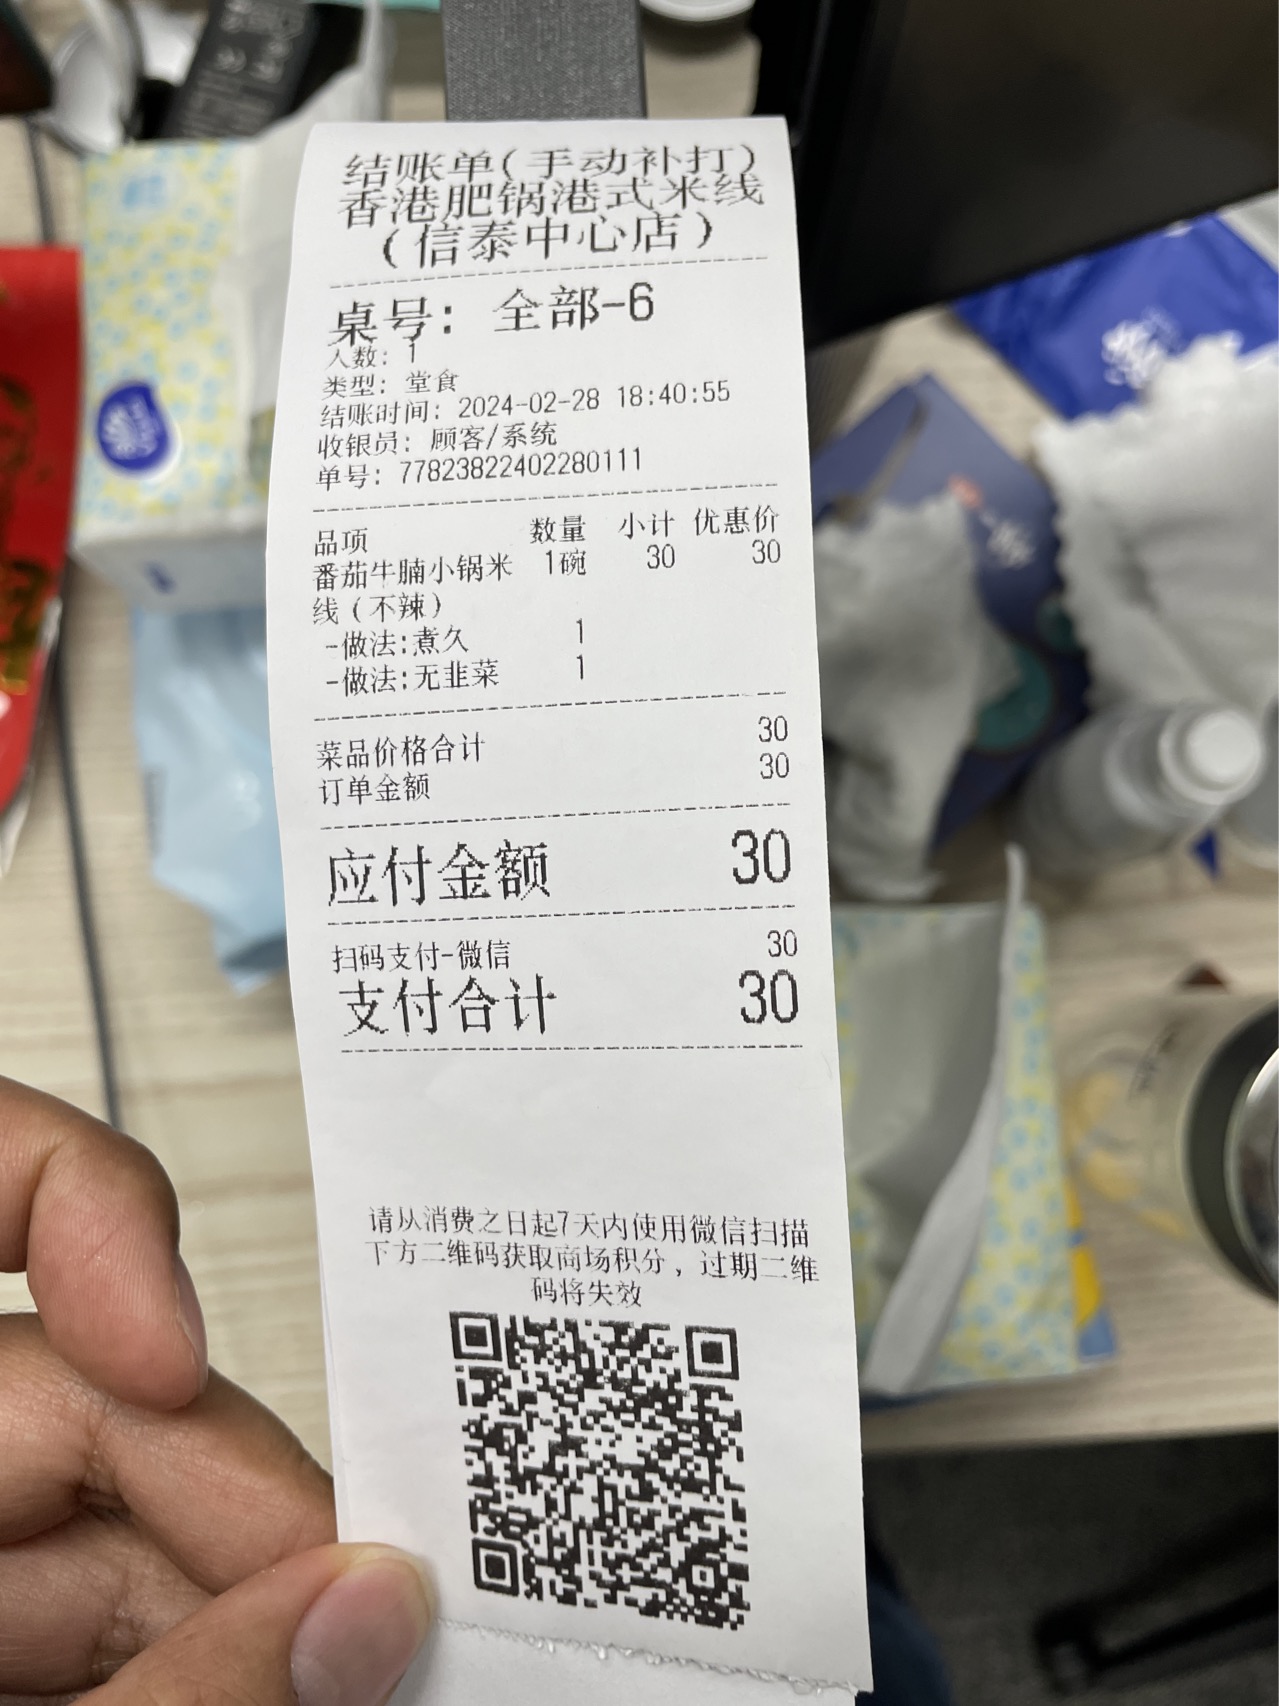 结账单(手动补打)
香港肥锅港式米线
(信泰中心店)
桌号: 全部-6
人数: 1
类型: 堂食
结账时间: 2024-02-28 18:40:55
收银员: 顾客/系统
单号: 77823822402280111
品项 数量 小计 优惠价
番茄牛腩小锅米 1碗 30 30
线(不辣)
-做法:煮久 1
-做法:无韭菜 1
菜品价格合计 30
订单金额 30
应付金额 30
扫码支付-微信 30
支付合计 30
请从消费之日起7天内使用微信扫描
下方二维码获取商场积分, 过期二维
码将失效